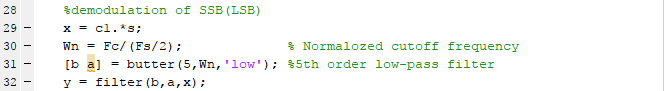 28 %demodulation of SSB(LSB)
29 - x = c1.*s;
30 - Wn = Fc/(Fs/2); % Normalozed cutoff frequency
31 - [b a] = butter(5,Wn,'low'); %5th order low-pass filter
32 - y = filter(b,a,x);